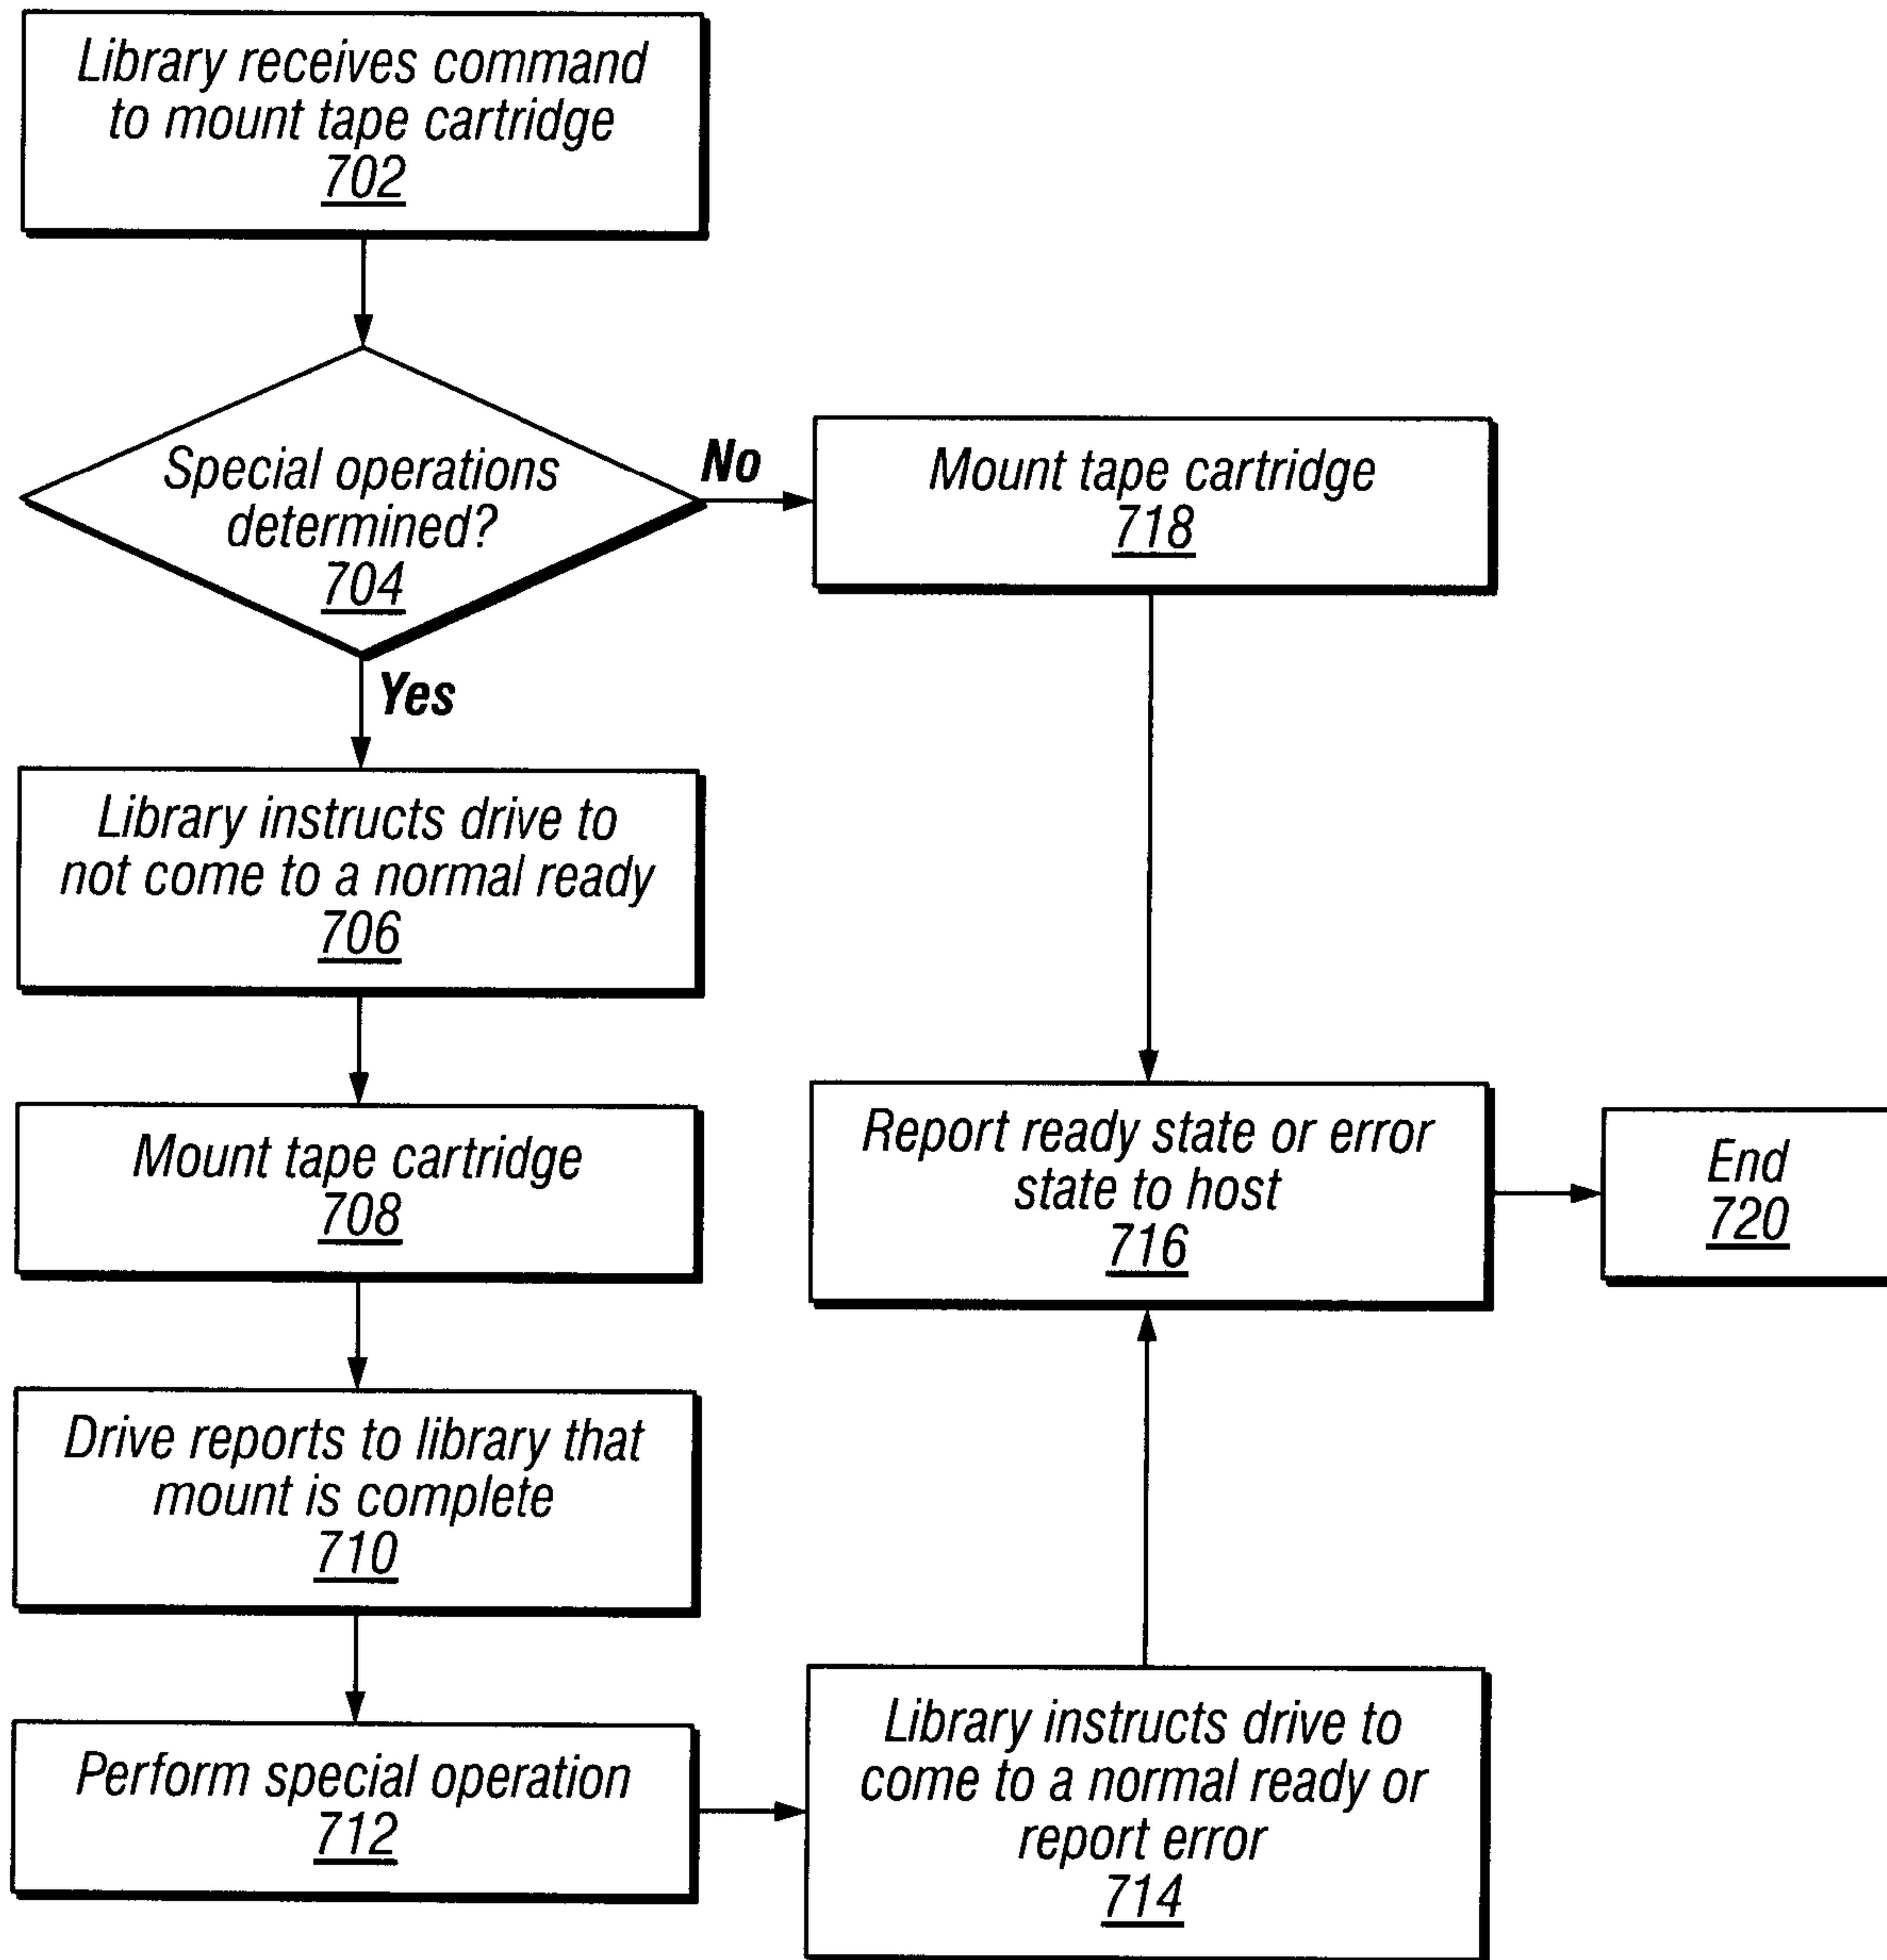 Library receives command
to mount tape cartridge
702
Special operations
determined?
704
No
Mount tape cartridge
718
Yes
Library instructs drive to
not come to a normal ready
706
Mount tape cartridge
708
Report ready state or error
state to host
716
End
720
Drive reports to library that
mount is complete
710
Perform special operation
712
Library instructs drive to
come to a normal ready or
report error
714